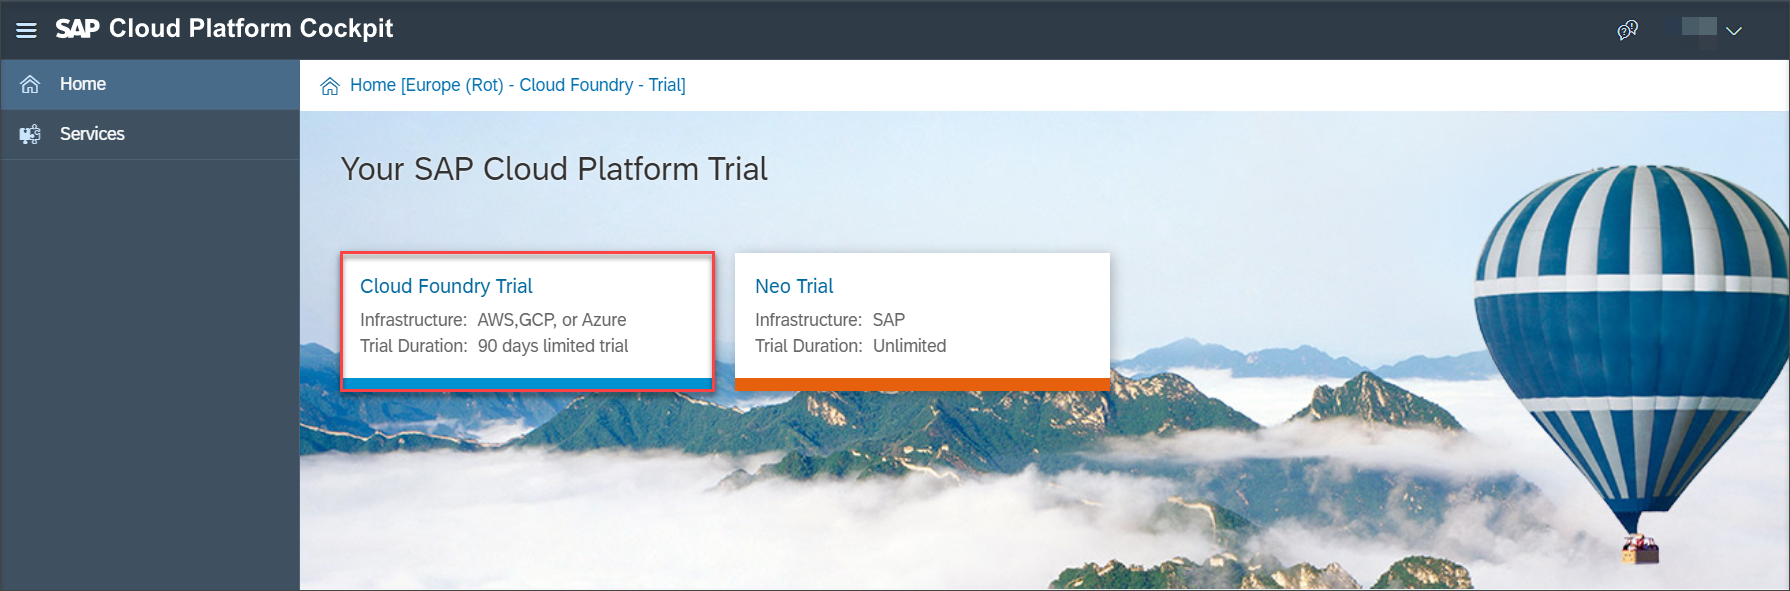 SAP Cloud Platform Cockpit
Home
Services
Home [Europe (Rot) - Cloud Foundry - Trial]
Your SAP Cloud Platform Trial
Cloud Foundry Trial
Infrastructure: AWS,GCP, or Azure
Trial Duration: 90 days limited trial
Neo Trial
Infrastructure: SAP
Trial Duration: Unlimited